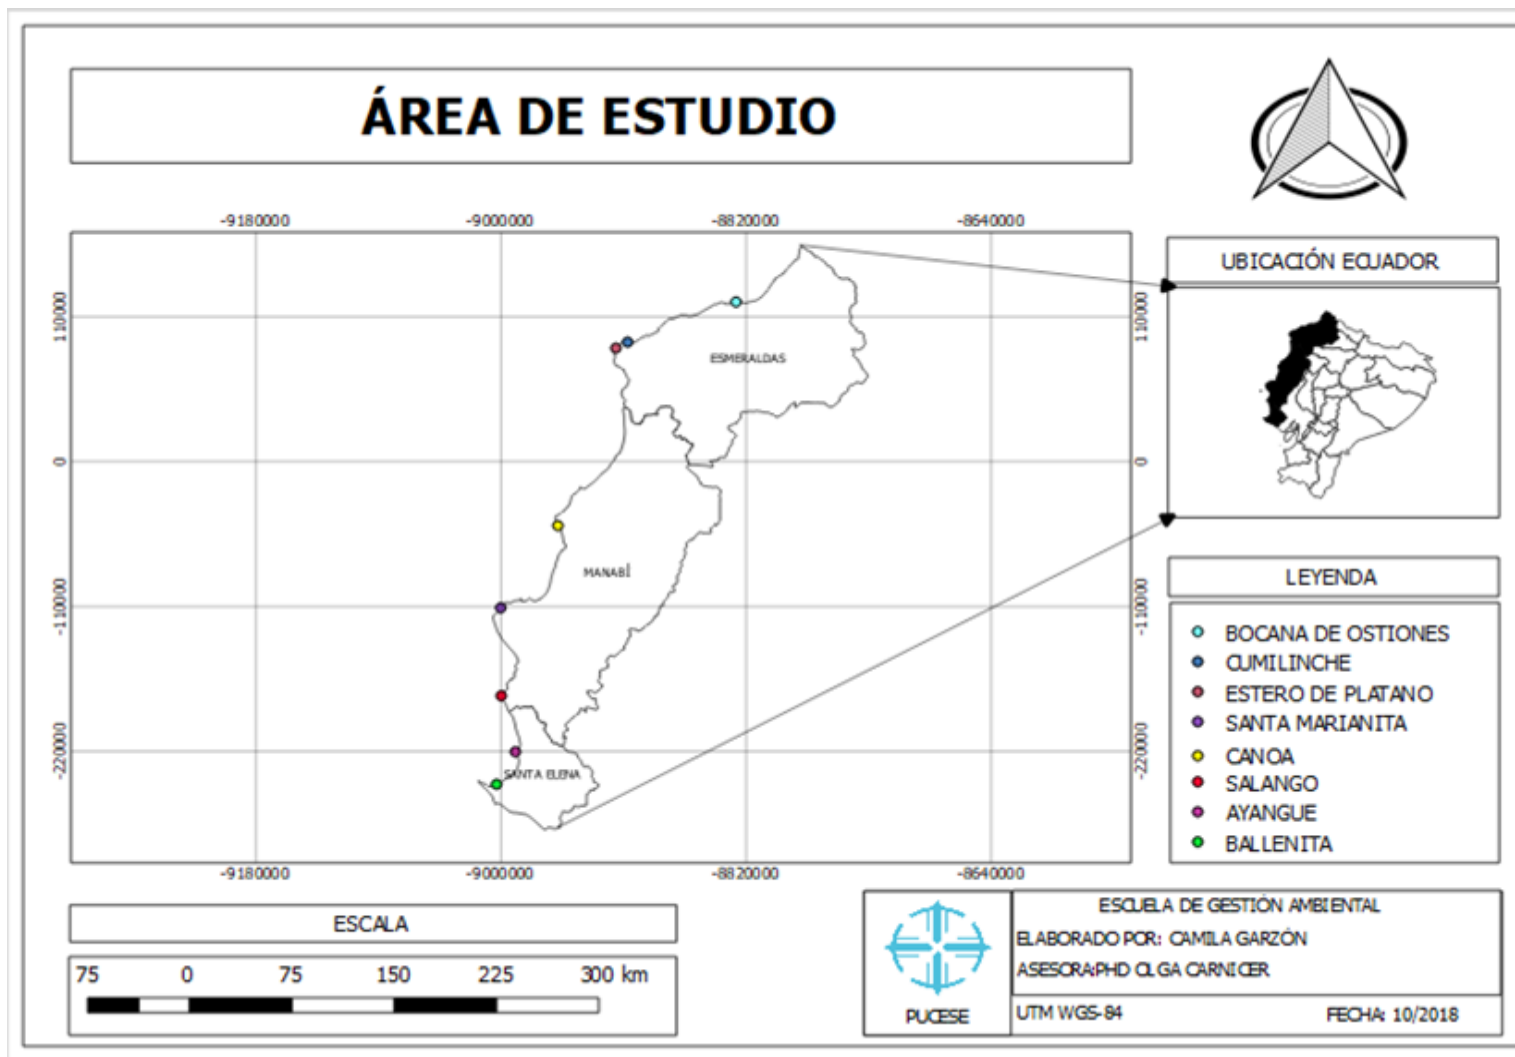 ÁREA DE ESTUDIO
-9180000 -9000000 -8820000 -8640000
110000 110000
0 0
-110000 -110000
-220000 -220000
ESMERALDAS
MANABÍ
SANTA ELENA
-9180000 -9000000 -8820000 -8640000
UBICACIÓN ECUADOR
LEYENDA
BOCANA DE OSTIONES
CUMILINCHE
ESTERO DE PLATANO
SANTA MARIANITA
CANOA
SALANGO
AYANGUE
BALLENITA
ESCALA
75 0 75 150 225 300 km
PUCESE
ESCUELA DE GESTIÓN AMBIENTAL
ELABORADO POR: CAMILA GARZÓN
ASESORA:PHD OLGA CARNICER
UTM WGS-84 FECHA: 10/2018